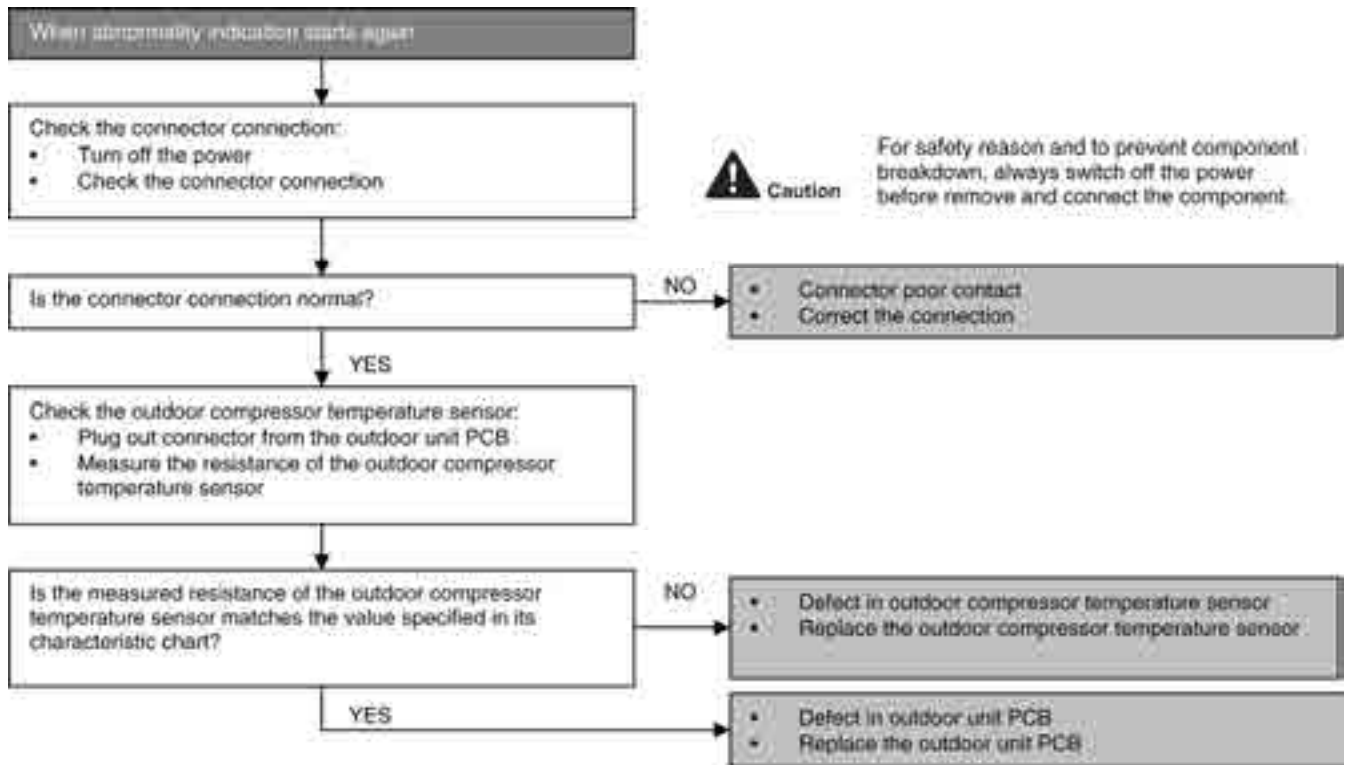 When abnormality indication starts again
Check the connector connection:
• Turn off the power
• Check the connector connection
Caution
For safety reason and to prevent component
breakdown, always switch off the power
before remove and connect the component.
Is the connector connection normal?
NO
• Connector poor contact
• Correct the connection
YES
Check the outdoor compressor temperature sensor:
• Plug out connector from the outdoor unit PCB
• Measure the resistance of the outdoor compressor
temperature sensor
Is the measured resistance of the outdoor compressor
temperature sensor matches the value specified in its
characteristic chart?
NO
• Defect in outdoor compressor temperature sensor
• Replace the outdoor compressor temperature sensor
YES
• Defect in outdoor unit PCB
• Replace the outdoor unit PCB